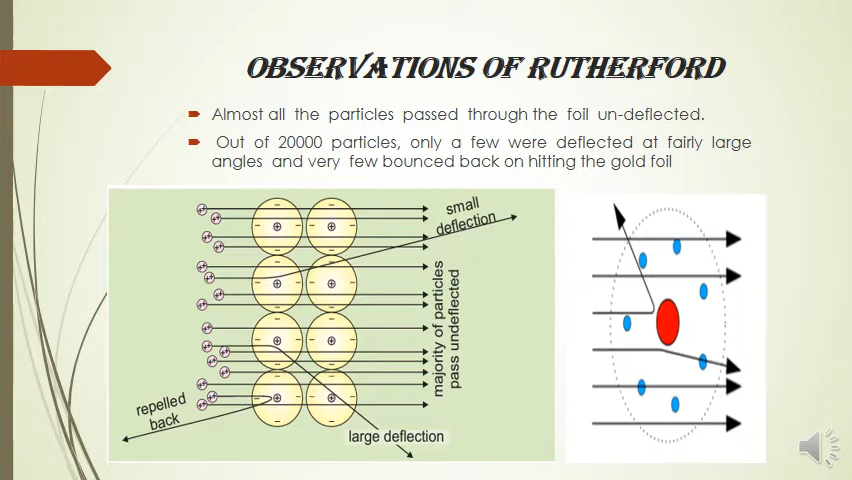 OBSERVATIONS OF RUTHERFORD
Almost all the particles passed through the foil un-deflected.
Out of 20000 particles, only a few were deflected at fairly large
angles and very few bounced back on hitting the gold foil
small
deflection
majority of particles
pass undeflected
repelled
back
large deflection